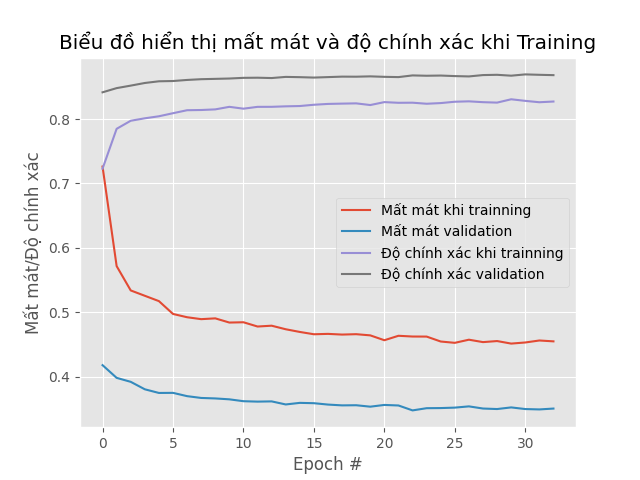 Biểu đồ hiển thị mất mát và độ chính xác khi Training
Mất mát/Độ chính xác
0.8
0.7
0.6
0.5
0.4
Mất mát khi trainning
Mất mát validation
Độ chính xác khi trainning
Độ chính xác validation
0 5 10 15 20 25 30
Epoch #